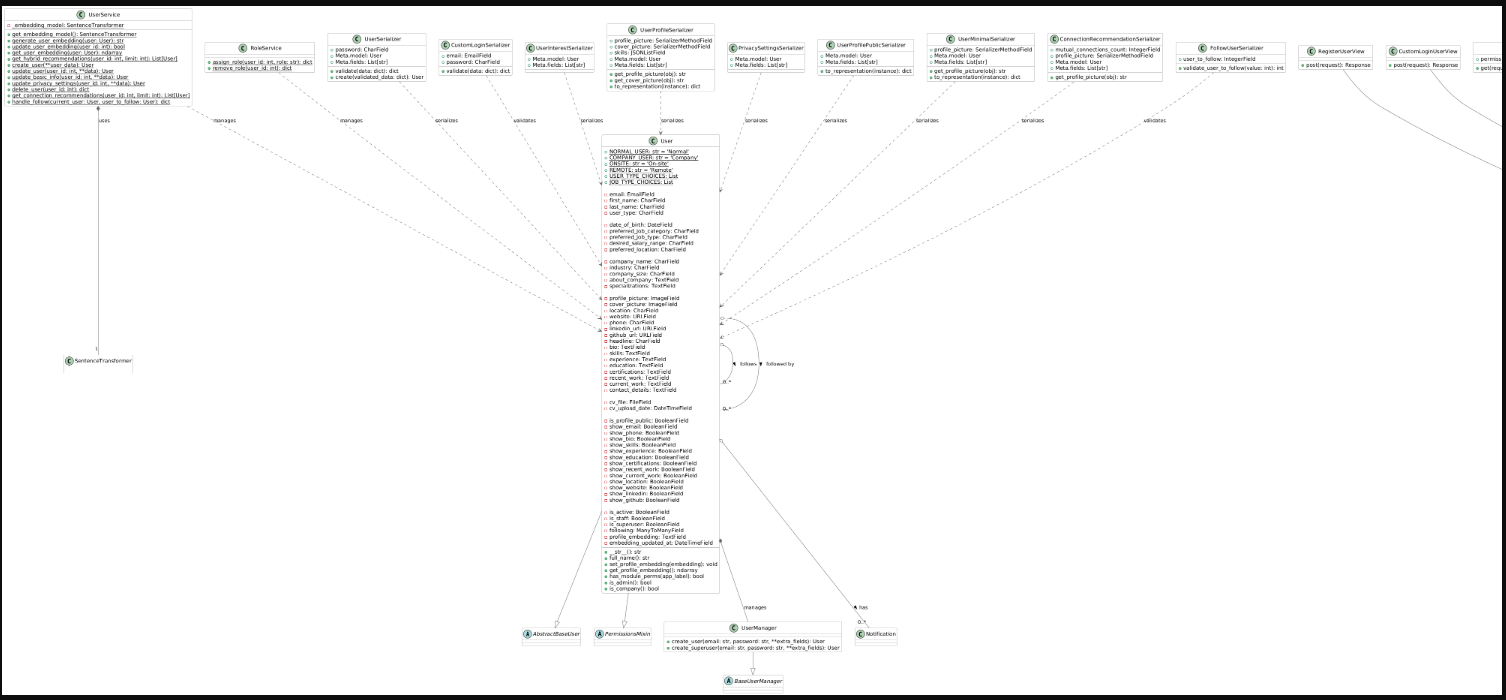 UserService
_embedding_model: SentenceTransformer
get_embedding_model(): SentenceTransformer
generate_user_embedding(user: User): str
update_user_embedding(user_id: int): bool
get_user_embedding(user: User): ndarray
get_hybrid_recommendations(user_id: int, limit: int): List[User]
create_user(**user_data): User
update_user(user_id: int, **data): User
update_basic_info(user_id: int, **data): User
update_privacy_settings(user_id: int, **data): User
delete_user(user_id: int): dict
get_connection_recommendations(user_id: int, limit: int): List[User]
handle_follow(current_user: User, user_to_follow: User): dict
RoleService
assign_role(user_id: int, role: str): dict
remove_role(user_id: int): dict
UserSerializer
password: CharField
Meta.model: User
Meta.fields: List[str]
validate(data: dict): dict
create(validated_data: dict): User
CustomLoginSerializer
email: EmailField
password: CharField
validate(data: dict): dict
UserInterestSerializer
Meta.model: User
Meta.fields: List[str]
UserProfileSerializer
profile_picture: SerializerMethodField
cover_picture: SerializerMethodField
skills: JSONListField
Meta.model: User
Meta.fields: List[str]
get_profile_picture(obj): str
get_cover_picture(obj): str
to_representation(instance): dict
PrivacySettingsSerializer
Meta.model: User
Meta.fields: List[str]
UserProfilePublicSerializer
Meta.model: User
Meta.fields: List[str]
to_representation(instance): dict
UserMinimalSerializer
profile_picture: SerializerMethodField
Meta.model: User
Meta.fields: List[str]
get_profile_picture(obj): str
to_representation(instance): dict
ConnectionRecommendationSerializer
mutual_connections_count: IntegerField
profile_picture: SerializerMethodField
Meta.model: User
Meta.fields: List[str]
get_profile_picture(obj): str
FollowUserSerializer
user_to_follow: IntegerField
validate_user_to_follow(value: int): int
RegisterUserView
post(request): Response
CustomLoginUserView
post(request): Response
uses
manages
manages
serializes
validates
serializes
serializes
serializes
serializes
serializes
serializes
validates
User
NORMAL_USER: str = 'Normal'
COMPANY_USER: str = 'Company'
ONSITE: str = 'On-site'
REMOTE: str = 'Remote'
USER_TYPE_CHOICES: List
JOB_TYPE_CHOICES: List
email: EmailField
first_name: CharField
last_name: CharField
user_type: CharField
date_of_birth: DateField
preferred_job_category: CharField
preferred_job_type: CharField
desired_salary_range: CharField
preferred_location: CharField
company_name: CharField
industry: CharField
company_size: CharField
about_company: TextField
specializations: TextField
profile_picture: ImageField
cover_picture: ImageField
location: CharField
website: URLField
phone: CharField
linkedin_url: URLField
github_url: URLField
headline: CharField
bio: TextField
skills: TextField
experience: TextField
education: TextField
certifications: TextField
recent_work: TextField
current_work: TextField
contact_details: TextField
cv_file: FileField
cv_upload_date: DateTimeField
is_profile_public: BooleanField
show_email: BooleanField
show_phone: BooleanField
show_bio: BooleanField
show_skills: BooleanField
show_experience: BooleanField
show_education: BooleanField
show_certifications: BooleanField
show_recent_work: BooleanField
show_current_work: BooleanField
show_location: BooleanField
show_website: BooleanField
show_linkedin: BooleanField
show_github: BooleanField
is_active: BooleanField
is_staff: BooleanField
is_superuser: BooleanField
following: ManyToManyField
profile_embedding: TextField
embedding_updated_at: DateTimeField
__str__(): str
full_name(): str
set_profile_embedding(embedding): void
get_profile_embedding(): ndarray
has_module_perms(app_label): bool
is_admin(): bool
is_company(): bool
follows
followed by
0..*
0..*
1
SentenceTransformer
manages
has
0..*
AbstractBaseUser
PermissionsMixin
UserManager
create_user(email: str, password: str, **extra_fields): User
create_superuser(email: str, password: str, **extra_fields): User
Notification
BaseUserManager